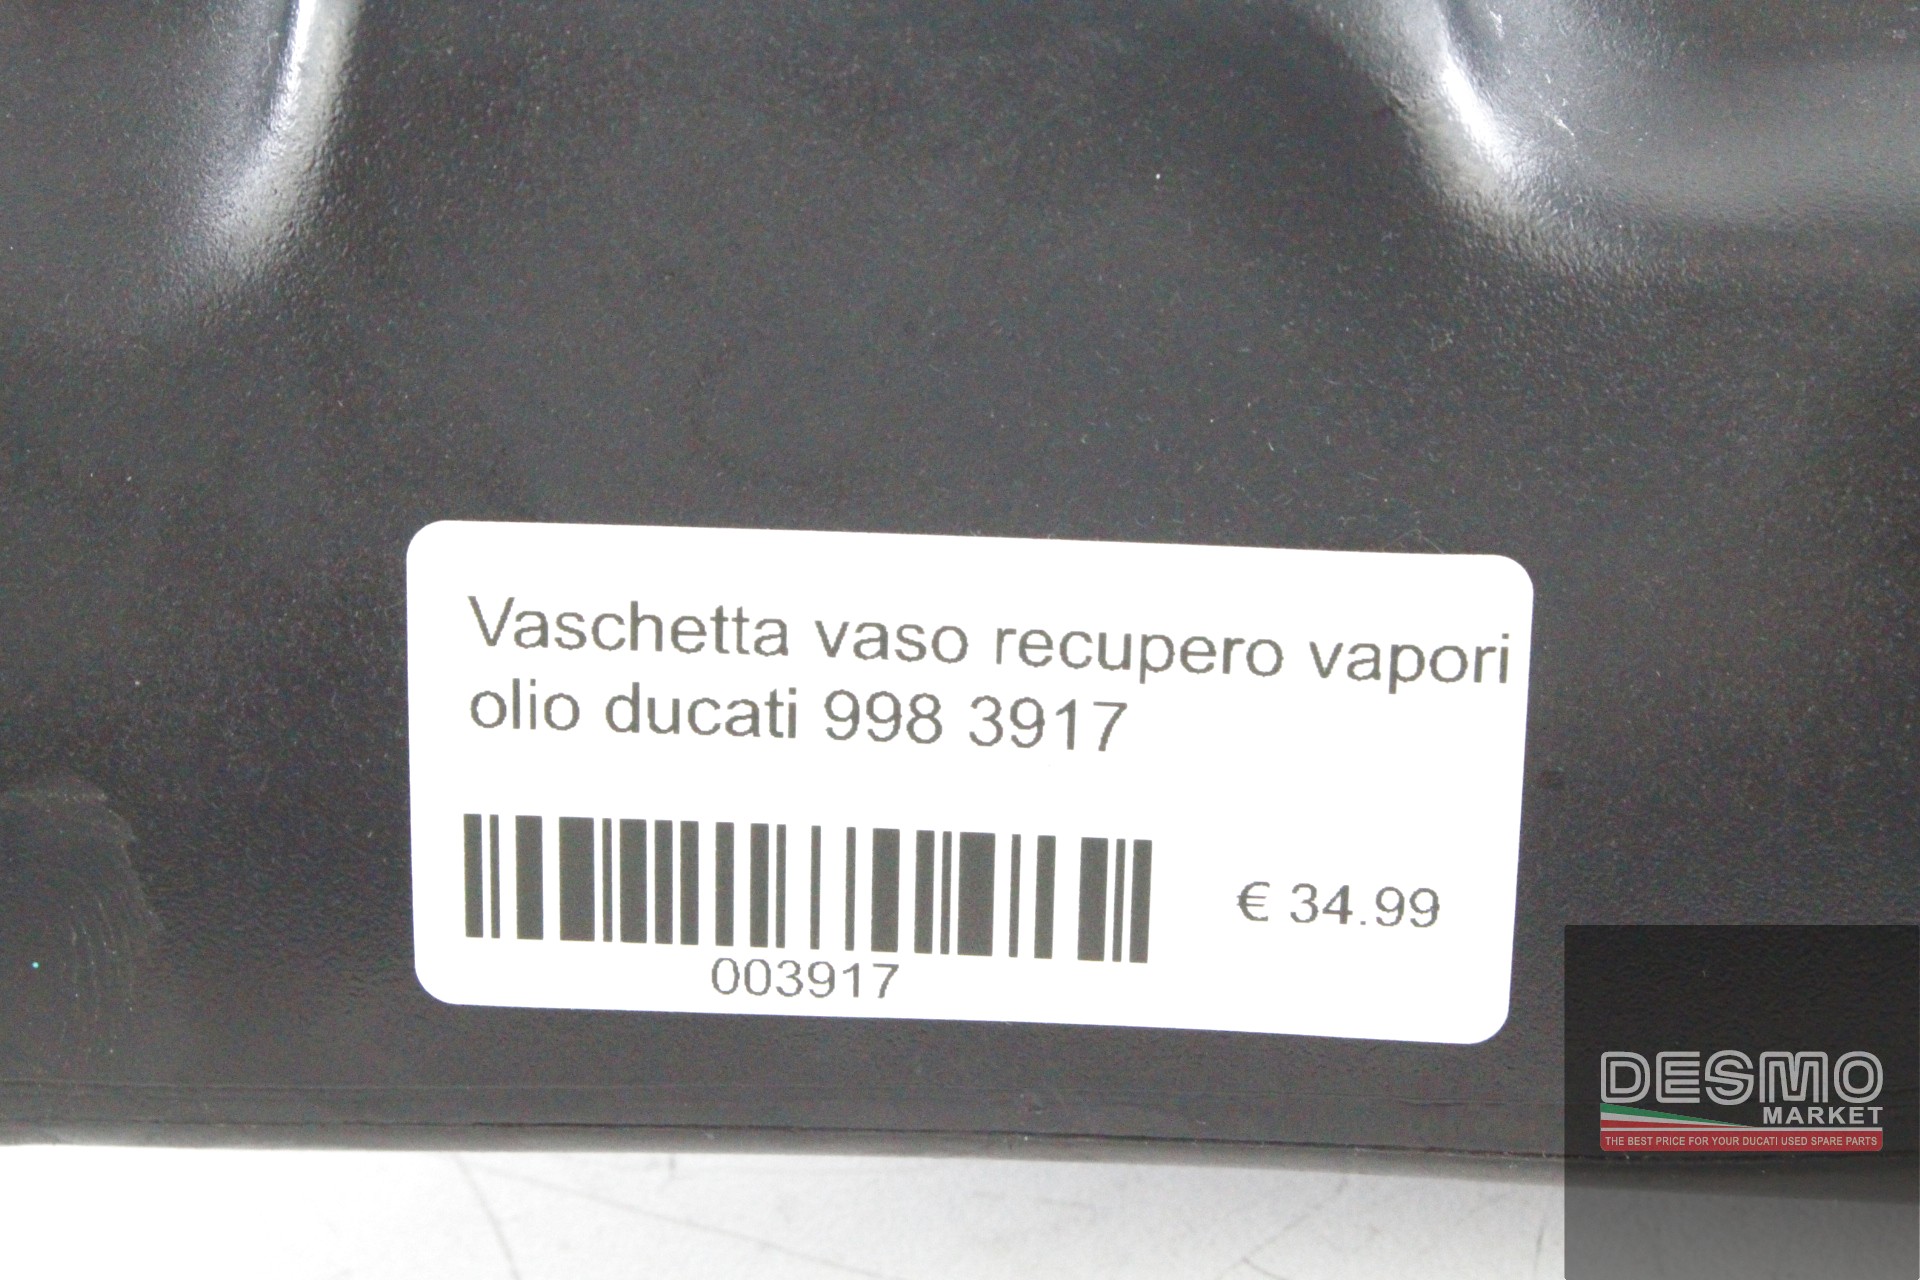 Vaschetta vaso recupero vapori
olio ducati 998 3917
€ 34.99
003917
DESMO
MARKET
THE BEST PRICE FOR YOUR DUCATI USED SPARE PARTS